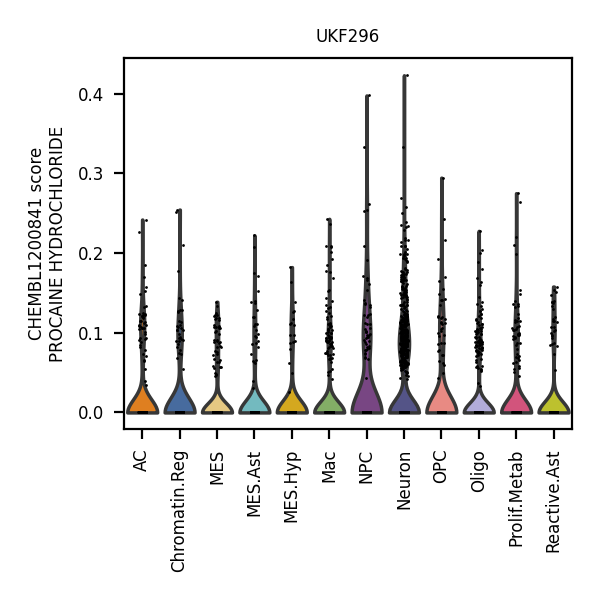 UKF296
CHEMBL1200841 score
PROCAINE HYDROCHLORIDE
0.4
0.3
0.2
0.1
0.0
AC
Chromatin.Reg
MES
MES.Ast
MES.Hyp
Mac
NPC
Neuron
OPC
Oligo
Prolif.Metab
Reactive.Ast